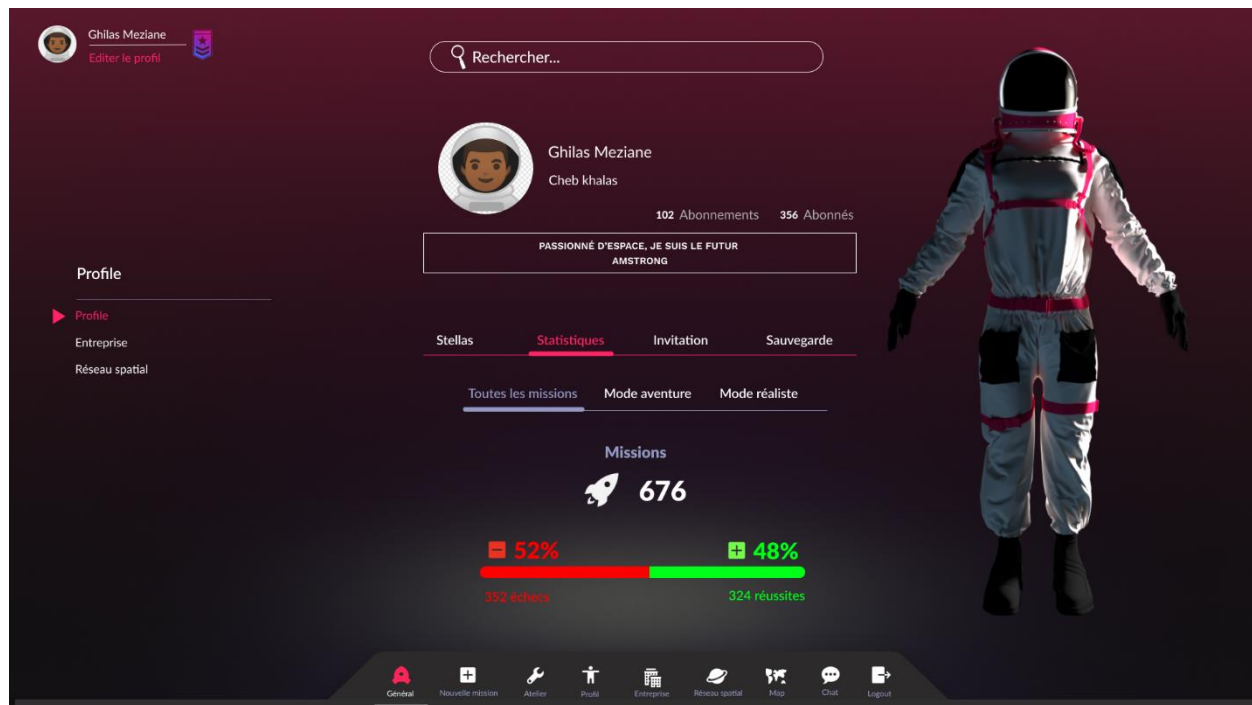 Ghilas Meziane
Editer le profil
Rechercher...
Ghilas Meziane
Cheb khalas
102 Abonnements 356 Abonnés
PASSIONNÉ D'ESPACE, JE SUIS LE FUTUR
AMSTRONG
Profile
Profile
Entreprise
Réseau spatial
Stellas Statistiques Invitation Sauvegarde
Toutes les missions Mode aventure Mode réaliste
Missions
676
52% 48%
352 échecs 324 réussites
Général Nouvelle mission Atelier Profil Entreprise Réseau spatial Map Chat Logout